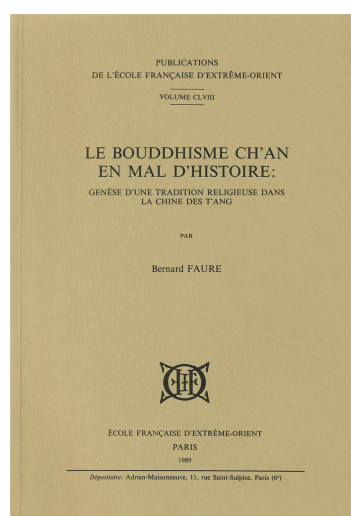 PUBLICATIONS
DE L'ÉCOLE FRANÇAISE D'EXTRÊME-ORIENT
VOLUME CLVIII
LE BOUDDHISME CH'AN
EN MAL D'HISTOIRE:
GENÈSE D'UNE TRADITION RELIGIEUSE DANS
LA CHINE DES T'ANG
PAR
Bernard FAURE
ÉCOLE FRANÇAISE D'EXTRÊME-ORIENT
PARIS
1989
Dépositaire: Adrien-Maisonneuve, 11, rue Saint-Sulpice, Paris (6e)